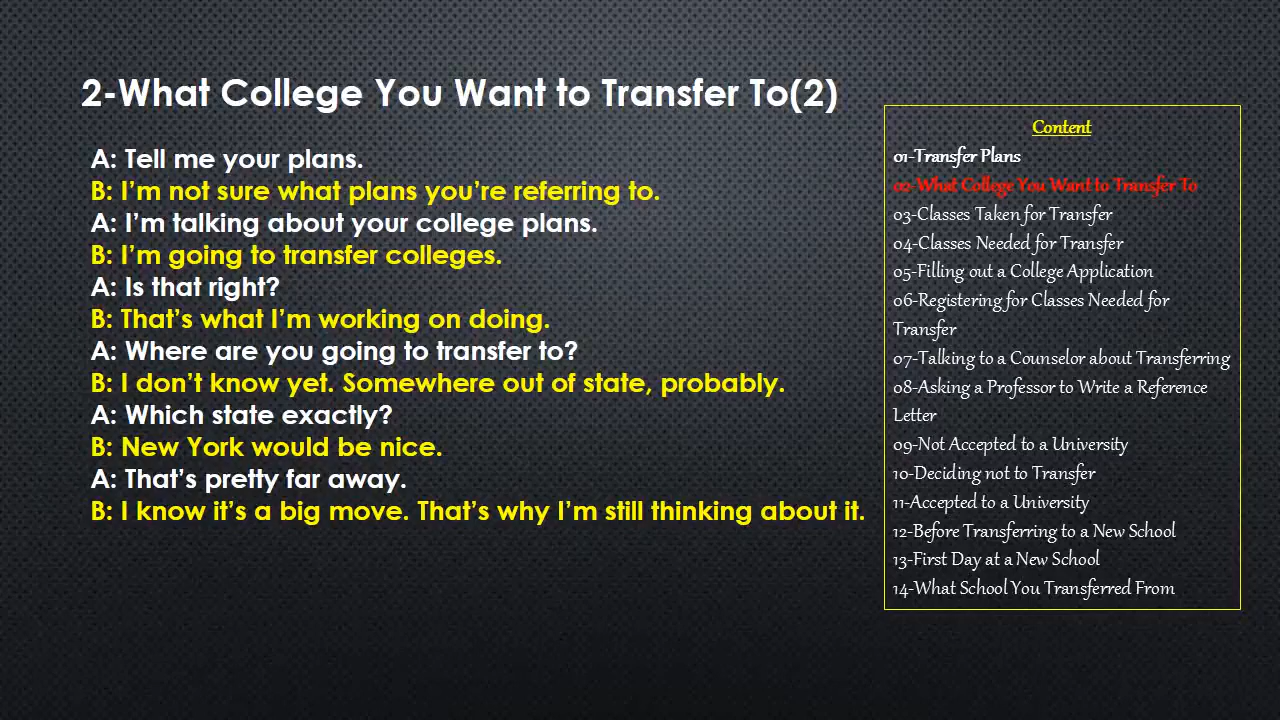 2-What College You Want to Transfer To(2)
A: Tell me your plans.
B: I’m not sure what plans you’re referring to.
A: I’m talking about your college plans.
B: I’m going to transfer colleges.
A: Is that right?
B: That’s what I’m working on doing.
A: Where are you going to transfer to?
B: I don’t know yet. Somewhere out of state, probably.
A: Which state exactly?
B: New York would be nice.
A: That’s pretty far away.
B: I know it’s a big move. That’s why I’m still thinking about it.
Content
01-Transfer Plans
02-What College You Want to Transfer To
03-Classes Taken for Transfer
04-Classes Needed for Transfer
05-Filling out a College Application
06-Registering for Classes Needed for
Transfer
07-Talking to a Counselor about Transferring
08-Asking a Professor to Write a Reference
Letter
09-Not Accepted to a University
10-Deciding not to Transfer
11-Accepted to a University
12-Before Transferring to a New School
13-First Day at a New School
14-What School You Transferred From